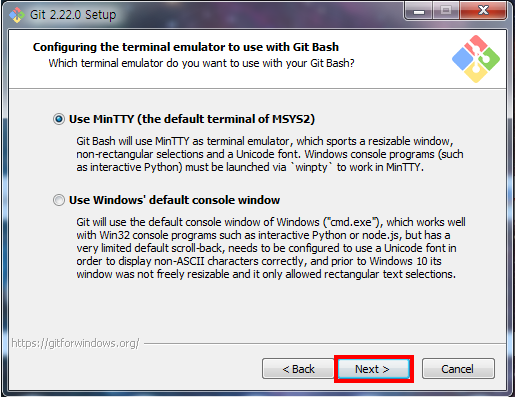 Git 2.22.0 Setup
Configuring the terminal emulator to use with Git Bash
Which terminal emulator do you want to use with your Git Bash?
Use MinTTY (the default terminal of MSYS2)
Git Bash will use MinTTY as terminal emulator, which sports a resizable window,
non-rectangular selections and a Unicode font. Windows console programs (such
as interactive Python) must be launched via `winpty` to work in MinTTY.
Use Windows' default console window
Git will use the default console window of Windows ("cmd.exe"), which works well
with Win32 console programs such as interactive Python or node.js, but has a
very limited default scroll-back, needs to be configured to use a Unicode font in
order to display non-ASCII characters correctly, and prior to Windows 10 its
window was not freely resizable and it only allowed rectangular text selections.
https://gitforwindows.org/
< Back
Next >
Cancel